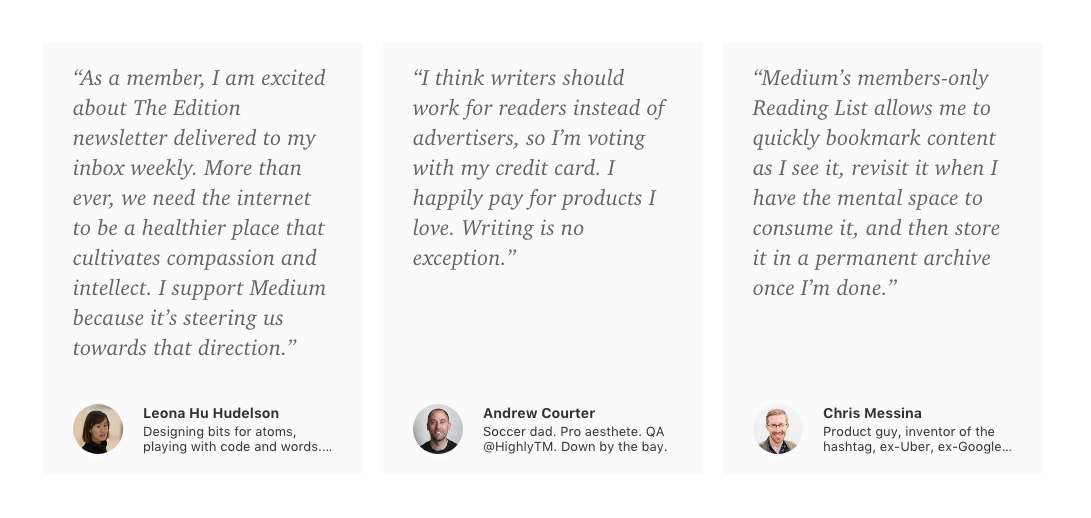 “As a member, I am excited
about The Edition
newsletter delivered to my
inbox weekly. More than
ever, we need the internet
to be a healthier place that
cultivates compassion and
intellect. I support Medium
because it’s steering us
towards that direction.”
Leona Hu Hudelson
Designing bits for atoms,
playing with code and words.…
“I think writers should
work for readers instead of
advertisers, so I’m voting
with my credit card. I
happily pay for products I
love. Writing is no
exception.”
Andrew Courter
Soccer dad. Pro aesthete. QA
@HighlyTM. Down by the bay.
“Medium’s members-only
Reading List allows me to
quickly bookmark content
as I see it, revisit it when I
have the mental space to
consume it, and then store
it in a permanent archive
once I’m done.”
Chris Messina
Product guy, inventor of the
hashtag, ex-Uber, ex-Google…